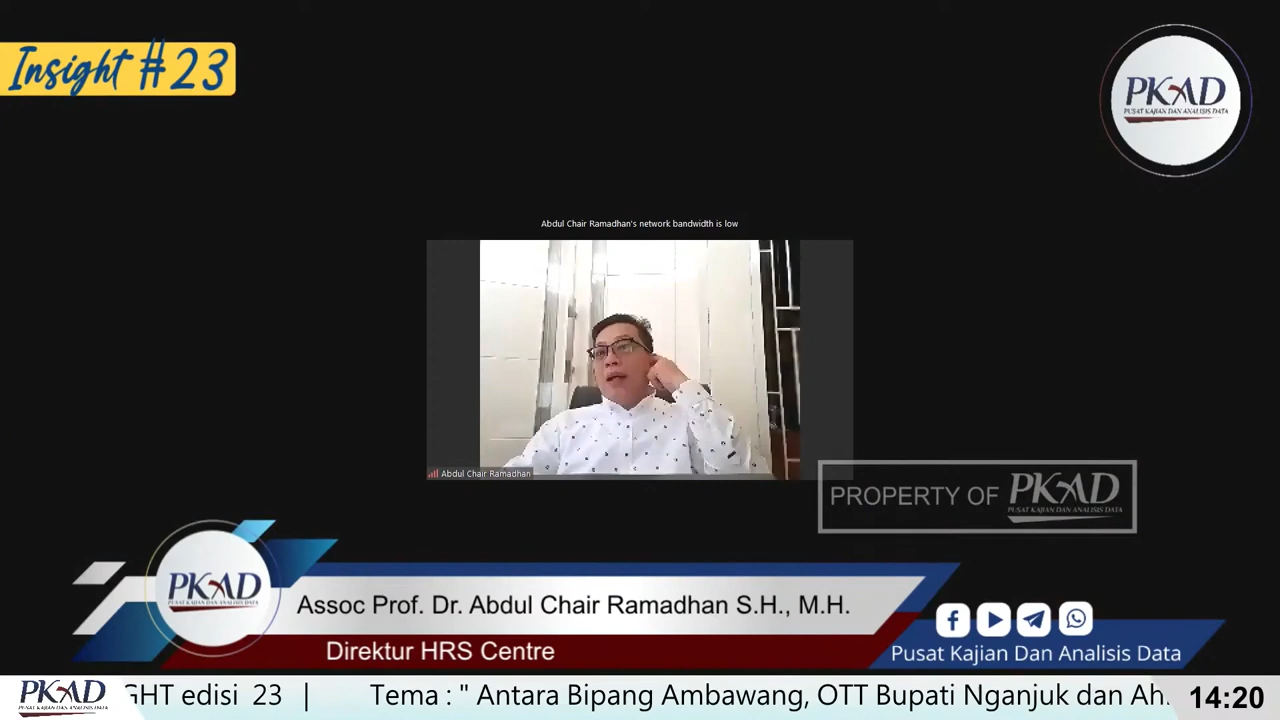 Insight #23
PKAD
PUSAT KAJIAN DAN ANALISIS DATA
Abdul Chair Ramadhan's network bandwidth is low
Abdul Chair Ramadhan
PROPERTY OF PKAD
PUSAT KAJIAN DAN ANALISIS DATA
PKAD
PUSAT KAJIAN DAN ANALISIS DATA
Assoc Prof. Dr. Abdul Chair Ramadhan S.H., M.H.
Direktur HRS Centre
Pusat Kajian Dan Analisis Data
PKAD
GHT edisi 23 | Tema : " Antara Bipang Ambawang, OTT Bupati Nganjuk dan Ah
14:20